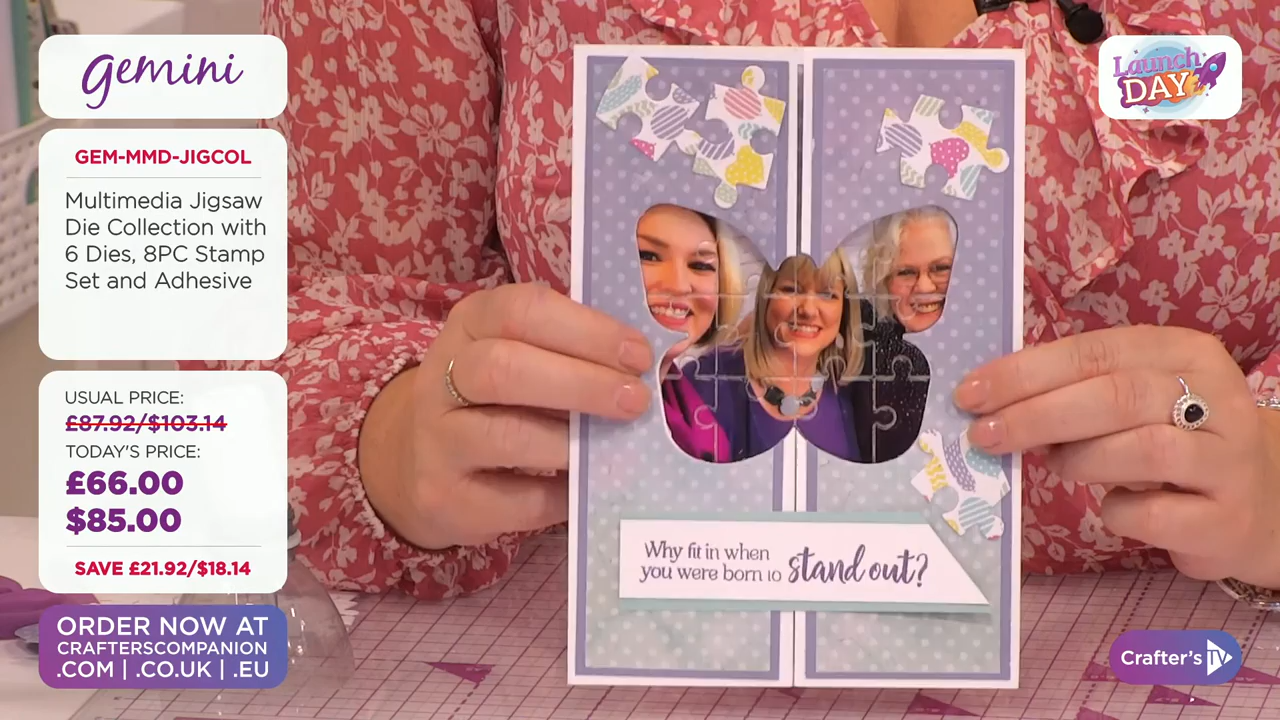 gemini
GEM-MMD-JIGCOL
Multimedia Jigsaw
Die Collection with
6 Dies, 8PC Stamp
Set and Adhesive
USUAL PRICE:
£87.92/$103.14
TODAY'S PRICE:
£66.00
$85.00
SAVE £21.92/$18.14
ORDER NOW AT
CRAFTERSCOMPANION
.COM | .CO.UK | .EU
Launch
DAY
Why fit in when
you were born to stand out?
Crafter's TV